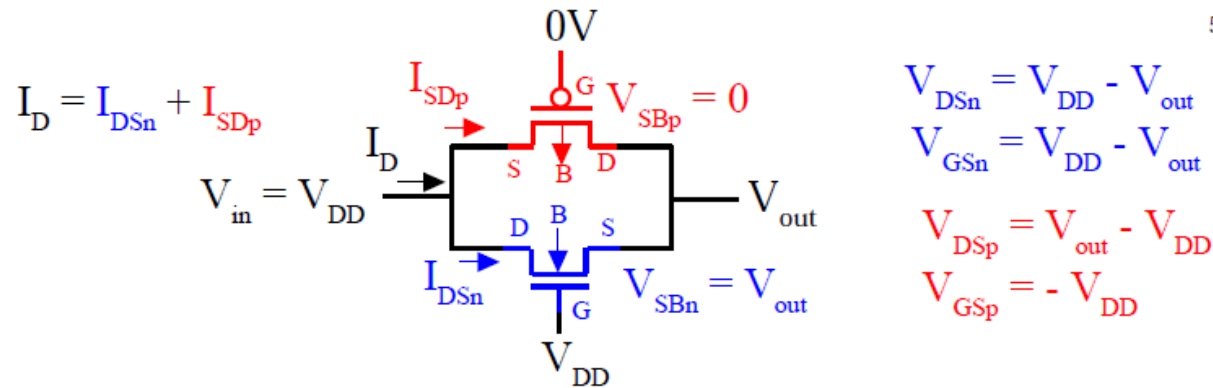 0V
I_D = I_DSn + I_SDp
I_SDp
G
V_SBp = 0
S
B
D
I_D
V_in = V_DD
V_out
D
B
S
I_DSn
G
V_SBn = V_out
V_DD
V_DSn = V_DD - V_out
V_GSn = V_DD - V_out
V_DSp = V_out - V_DD
V_GSp = - V_DD